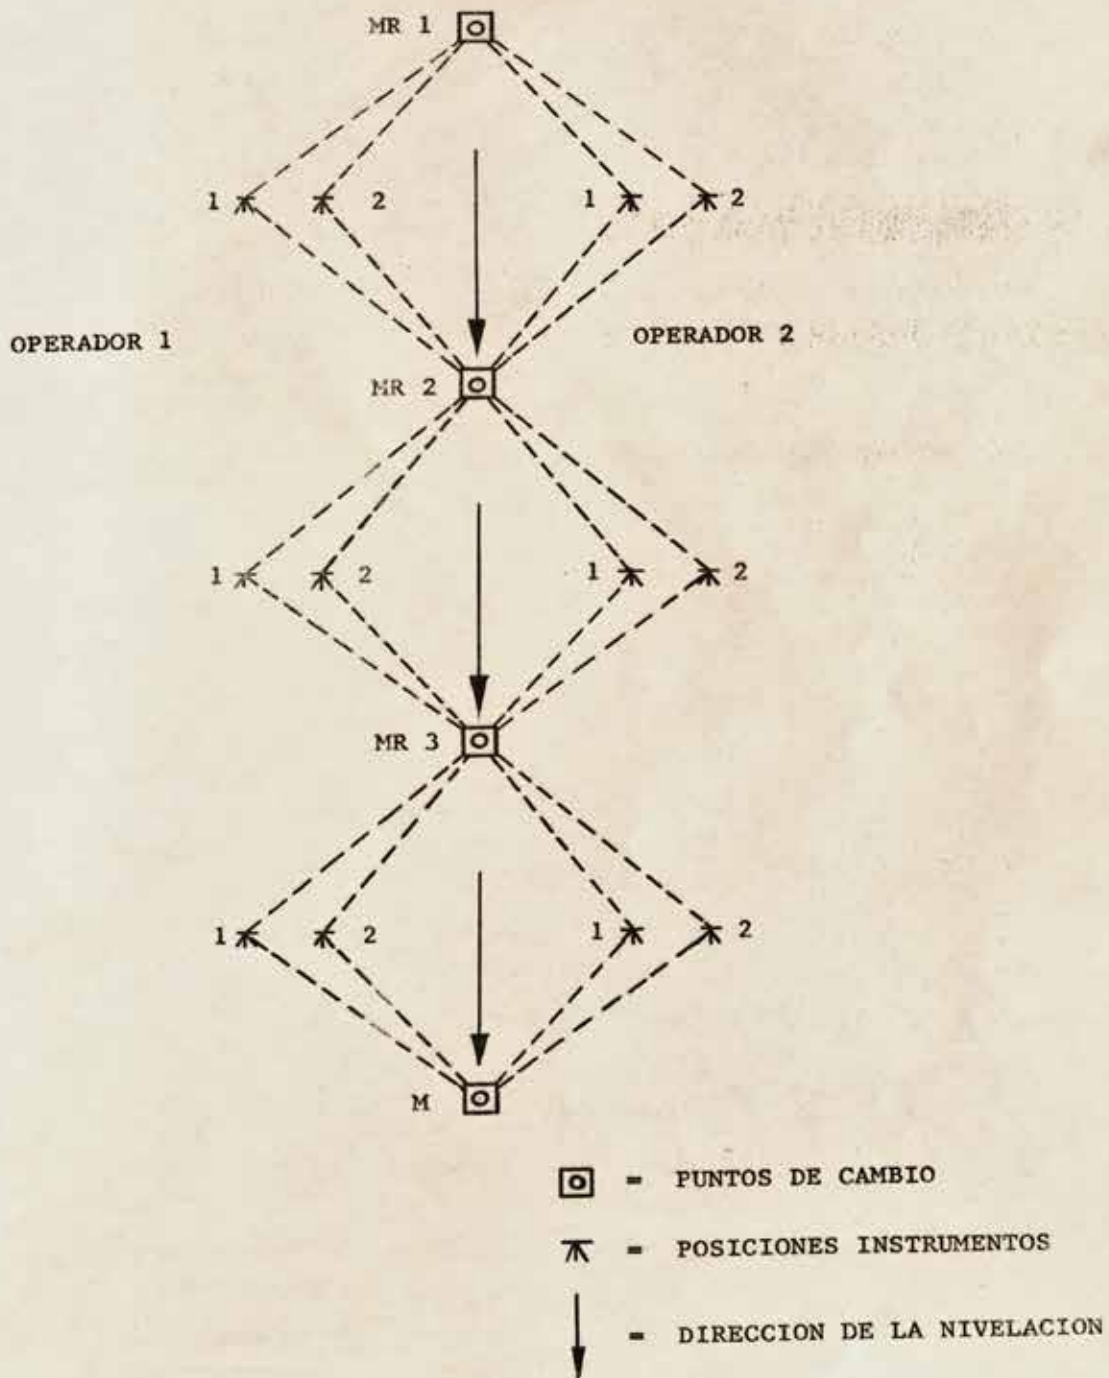 MR 1
1 2 1 2
OPERADOR 1 OPERADOR 2
MR 2
1 2 1 2
MR 3
1 2 1 2
M
= PUNTOS DE CAMBIO
= POSICIONES INSTRUMENTOS
= DIRECCION DE LA NIVELACION